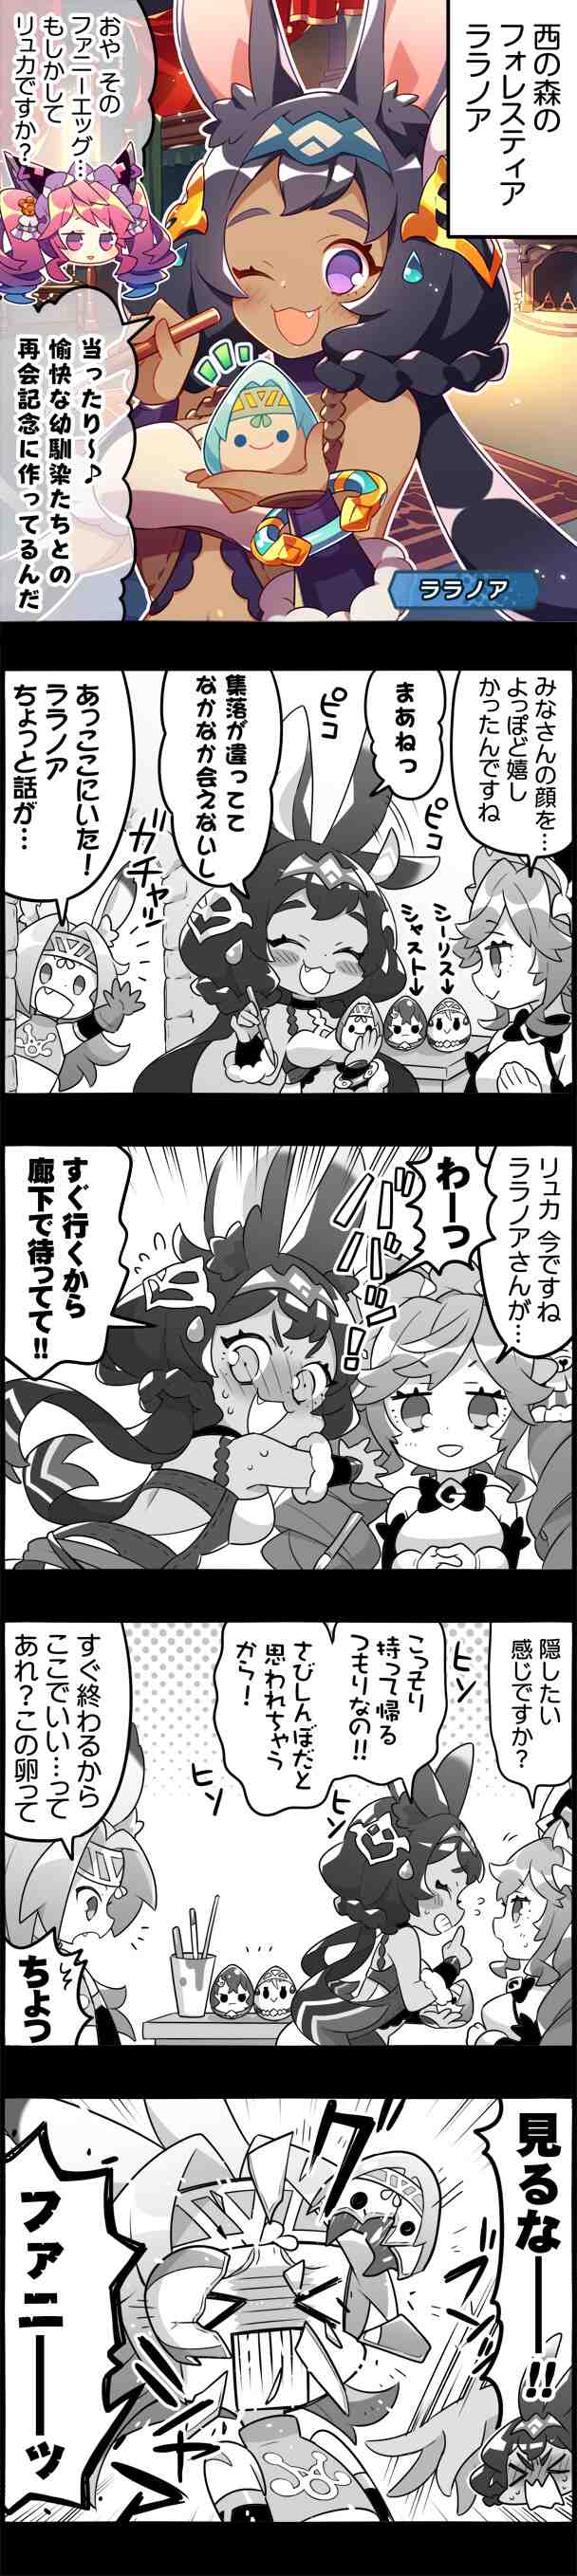 西の森の
フォレスティア
ララノア
おや その
ファニーエッグ…
もしかして
リュカですか?
当ったり～♪
愉快な幼馴染たちとの
再会記念に作ってるんだ
ララノア
みなさんの顔を…
よっぽど嬉し
かったんですね
まあねっ
ピコ
ピコ
集落が違ってて
なかなか会えないし
シーリス→
シャスト→
ガチャッ
あっここにいた!
ララノア
ちょっと話が…
リュカ 今ですね
ララノアさんが…
わーっ
ババババッ!
すぐ行くから
廊下で待ってて!!
隠したい
感じですか?
ヒソ
こっそり
持って帰る
つもりなの!!
さびしんぼだと
思われちゃう
から!
ヒソ
ヒソ
すぐ終わるから
ここでいい…って
あれ?この卵って
ちょっ
見るなーー!!
グ
シャ
ファニーーッ